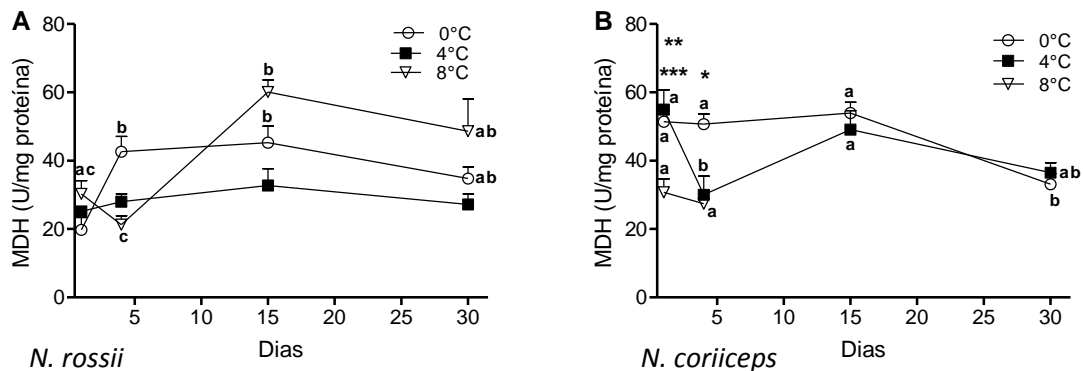 A
MDH (U/mg proteína)
80
60
40
20
0
0°C
4°C
8°C
b
b
b
ac
c
ab
ab
5
10
15
20
25
30
Dias
N. rossii
B
MDH (U/mg proteína)
80
60
40
20
0
0°C
4°C
8°C
**
***
*
a
a
a
a
a
b
a
a
ab
b
5
10
15
20
25
30
Dias
N. coriiceps